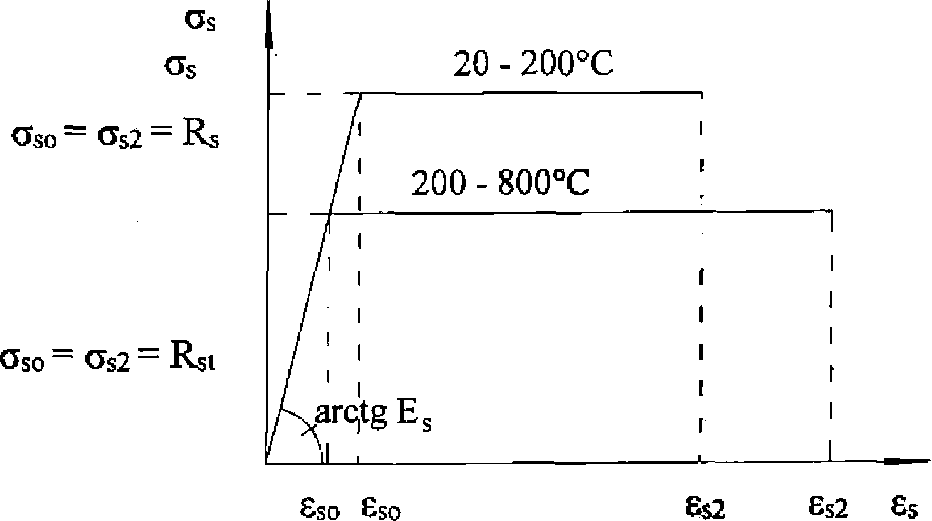 σs
σs
20 - 200°C
σso = σs2 = Rs
200 - 800°C
σso = σs2 = Rst
arctg Es
εso εso εs2 εs2 εs